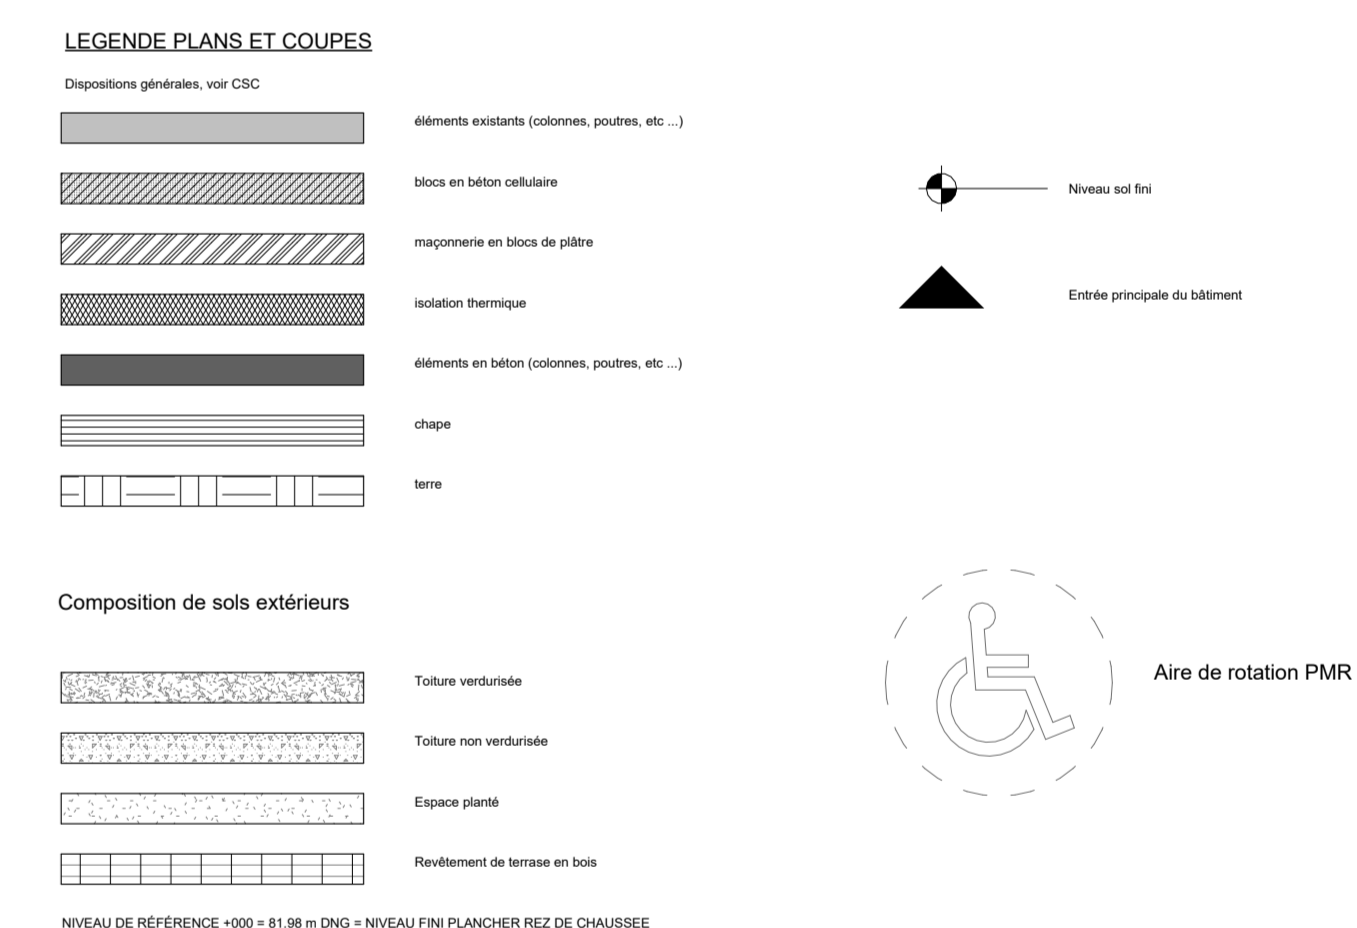 LEGENDE PLANS ET COUPES
Dispositions générales, voir CSC
éléments existants (colonnes, poutres, etc ...)
blocs en béton cellulaire
maçonnerie en blocs de plâtre
isolation thermique
éléments en béton (colonnes, poutres, etc ...)
chape
terre
Niveau sol fini
Entrée principale du bâtiment
Composition de sols extérieurs
Toiture verdurisée
Toiture non verdurisée
Espace planté
Revêtement de terrase en bois
Aire de rotation PMR
NIVEAU DE RÉFÉRENCE +000 = 81.98 m DNG = NIVEAU FINI PLANCHER REZ DE CHAUSSEE